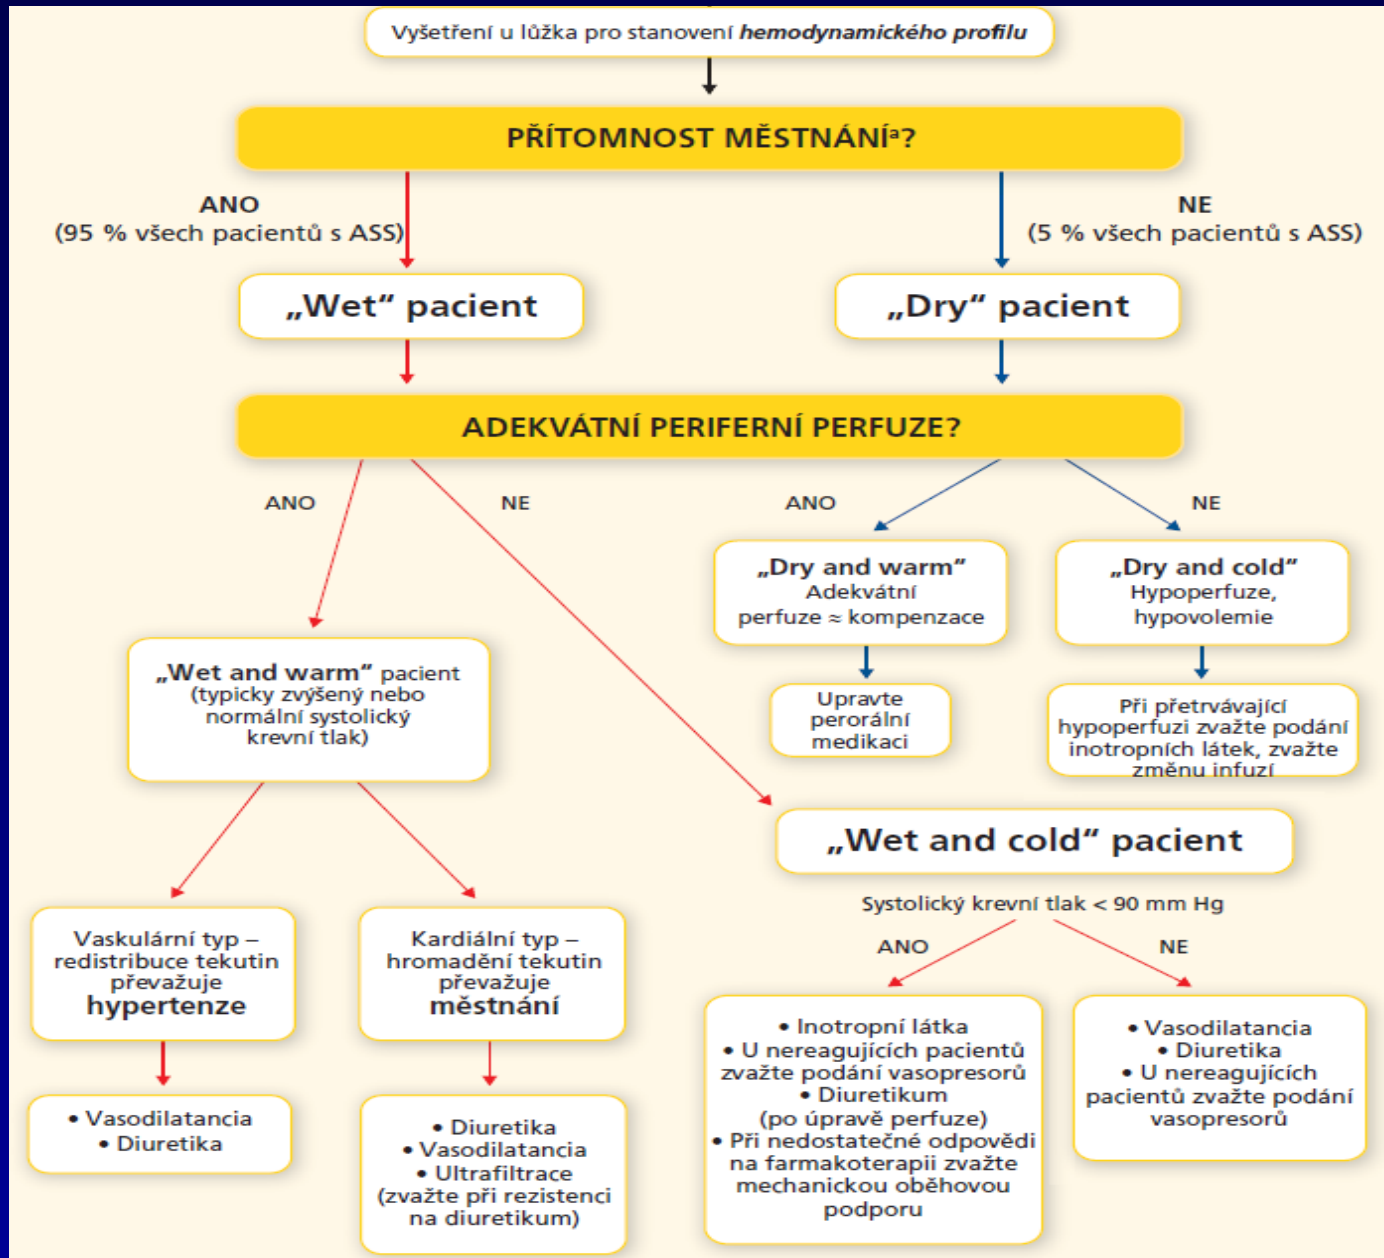 Vyšetření u lůžka pro stanovení hemodynamického profilu
PŘÍTOMNOST MĚSTNÁNÍᵃ?
ANO
(95 % všech pacientů s ASS)
NE
(5 % všech pacientů s ASS)
„Wet“ pacient
„Dry“ pacient
ADEKVÁTNÍ PERIFERNÍ PERFUZE?
ANO
NE
ANO
NE
„Dry and warm“
Adekvátní
perfuze ≈ kompenzace
„Dry and cold“
Hypoperfuze,
hypovolemie
„Wet and warm“ pacient
(typicky zvýšený nebo
normální systolický
krevní tlak)
Upravte
perorální
medikaci
Při přetrvávající
hypoperfuzi zvažte podání
inotropních látek, zvažte
změnu infuzí
„Wet and cold“ pacient
Systolický krevní tlak < 90 mm Hg
ANO
NE
Vaskulární typ –
redistribuce tekutin
převažuje
hypertenze
Kardiální typ –
hromadění tekutin
převažuje
městnání
• Vasodilatancia
• Diuretika
• Diuretika
• Vasodilatancia
• Ultrafiltrace
(zvažte při rezistenci
na diuretikum)
• Inotropní látka
• U nereagujících pacientů
zvažte podání vasopresorů
• Diuretikum
(po úpravě perfuze)
• Při nedostatečné odpovědi
na farmakoterapii zvažte
mechanickou oběhovou
podporu
• Vasodilatancia
• Diuretika
• U nereagujících
pacientů zvažte podání
vasopresorů